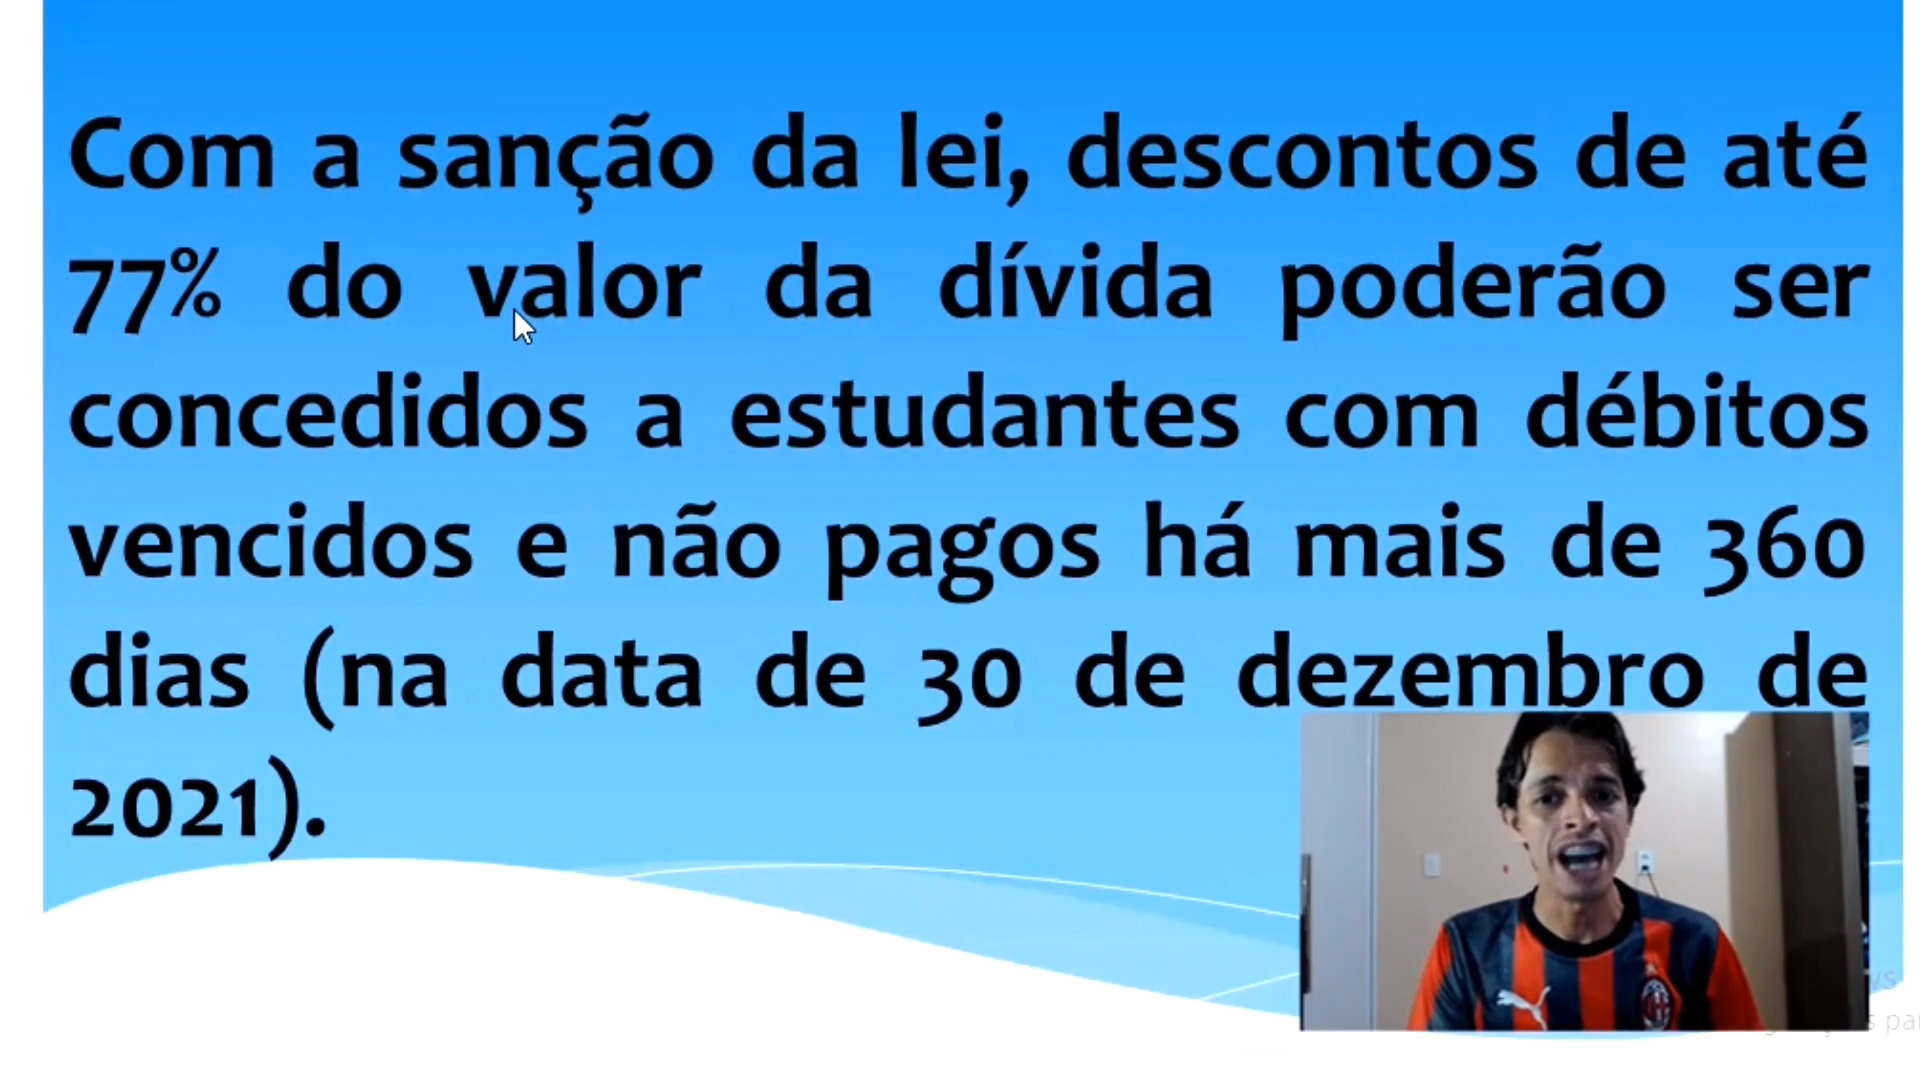 Com a sanção da lei, descontos de até
77% do valor da dívida poderão ser
concedidos a estudantes com débitos
vencidos e não pagos há mais de 360
dias (na data de 30 de dezembro de
2021).